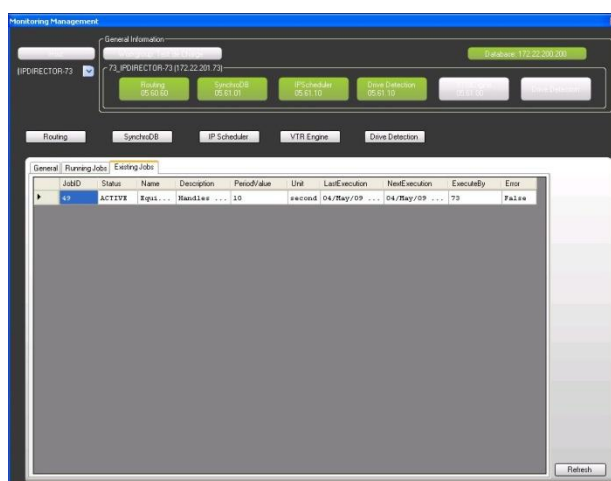 Monitoring Management
General Information
Database: 172.22.200.200
IPDIRECTOR-73
73_IPDIRECTOR-73 (172.22.201.73)
Routing SynchroDB IPScheduler Drive Detection
05.60.60 05.61.01 05.61.10 05.61.10
Routing SynchroDB IP Scheduler VTR Engine Drive Detection
General Running Jobs Existing Jobs
JobID Status Name Description PeriodValue Unit LastExecution NextExecution ExecuteBy Error
49 ACTIVE Equi... Handles ... 10 second 04/May/09 ... 04/May/09 ... 73 False
Refresh